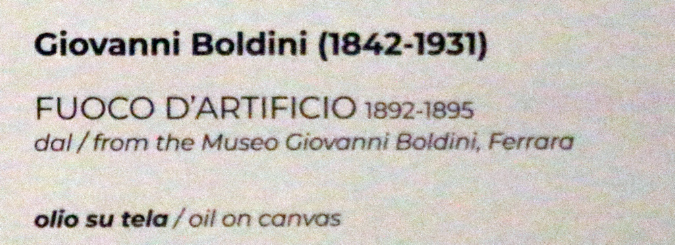 Giovanni Boldini (1842-1931)
FUOCO D'ARTIFICIO 1892-1895
dal / from the Museo Giovanni Boldini, Ferrara
olio su tela / oil on canvas